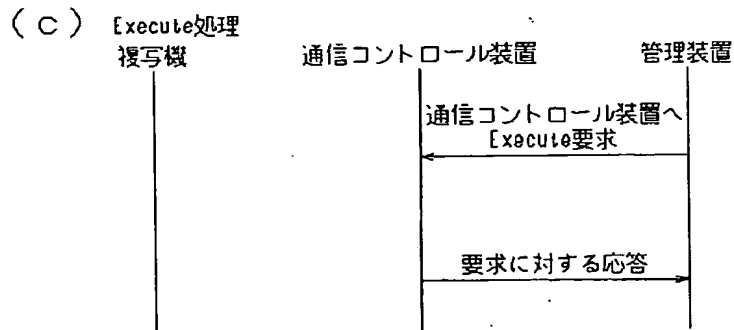 (c) Execute処理
複写機 通信コントロール装置 管理装置
通信コントロール装置へ
Execute要求
要求に対する応答